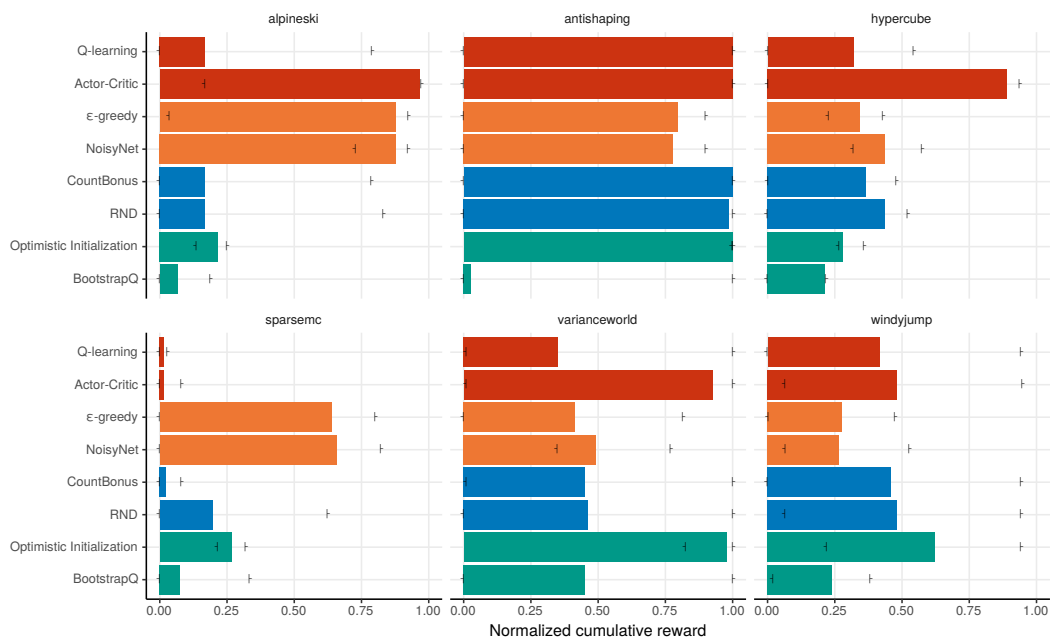 alpineski antishaping hypercube
Q-learning
Actor-Critic
ε-greedy
NoisyNet
CountBonus
RND
Optimistic Initialization
BootstrapQ
sparsemc varianceworld windyjump
Q-learning
Actor-Critic
ε-greedy
NoisyNet
CountBonus
RND
Optimistic Initialization
BootstrapQ
0.00 0.25 0.50 0.75 1.00 0.00 0.25 0.50 0.75 1.00 0.00 0.25 0.50 0.75 1.00
Normalized cumulative reward